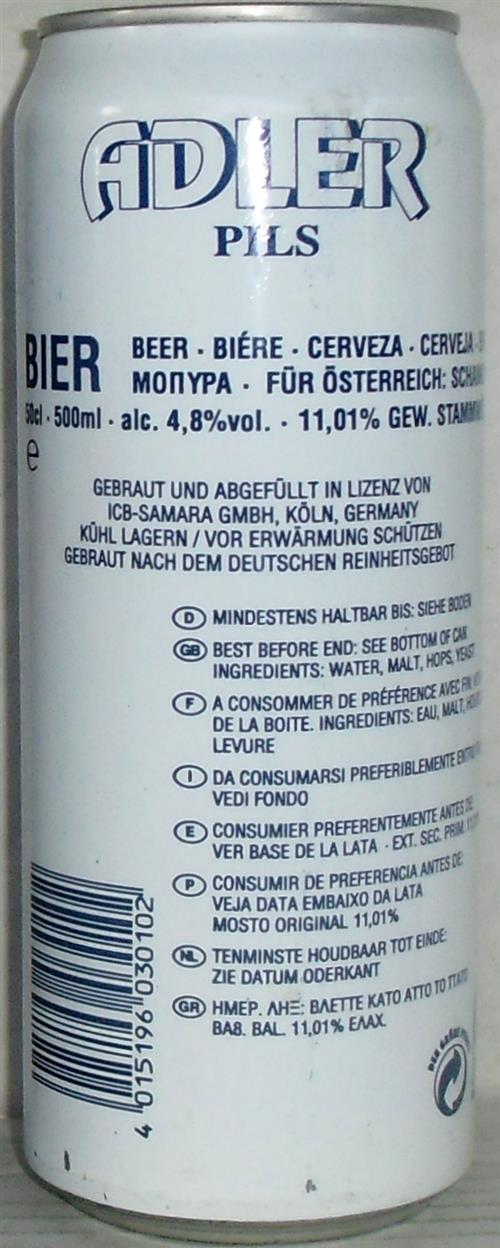 ADLER
PILS
BIER
BEER · BIÉRE · CERVEZA · CERVEJA ·
МОПУРА · FÜR ÖSTERREICH:
50cl · 500ml · alc. 4,8%vol. · 11,01% GEW.
e
GEBRAUT UND ABGEFÜLLT IN LIZENZ VON
ICB-SAMARA GMBH, KÖLN, GERMANY
KÜHL LAGERN / VOR ERWÄRMUNG SCHÜTZEN
GEBRAUT NACH DEM DEUTSCHEN REINHEITSGEBOT
D MINDESTENS HALTBAR BIS: SIEHE BODEN
GB BEST BEFORE END: SEE BOTTOM OF CAN
INGREDIENTS: WATER, MALT, HOPS, YEAST
F A CONSOMMER DE PRÉFÉRENCE AVEC FIN,
DE LA BOITE. INGREDIENTS: EAU, MALT,
LEVURE
I DA CONSUMARSI PREFERIBLEMENTE
VEDI FONDO
E CONSUMIER PREFERENTEMENTE ANTES DE
VER BASE DE LA LATA · EXT. SEC. PRIM.
P CONSUMIR DE PREFERENCIA ANTES DE:
VEJA DATA EMBAIXO DA LATA
MOSTO ORIGINAL 11,01%
NL TENMINSTE HOUDBAAR TOT EINDE:
ZIE DATUM ODERKANT
GR ΗΜΕΡ. ΛΗΞ: ΒΛΕΤΤΕ ΚΑΤΟ ΑΤΤΟ ΤΟ
ΒΑ8. BAL. 11,01% ΕΛΑΧ.
DER GRÜNE
4 015196 030102